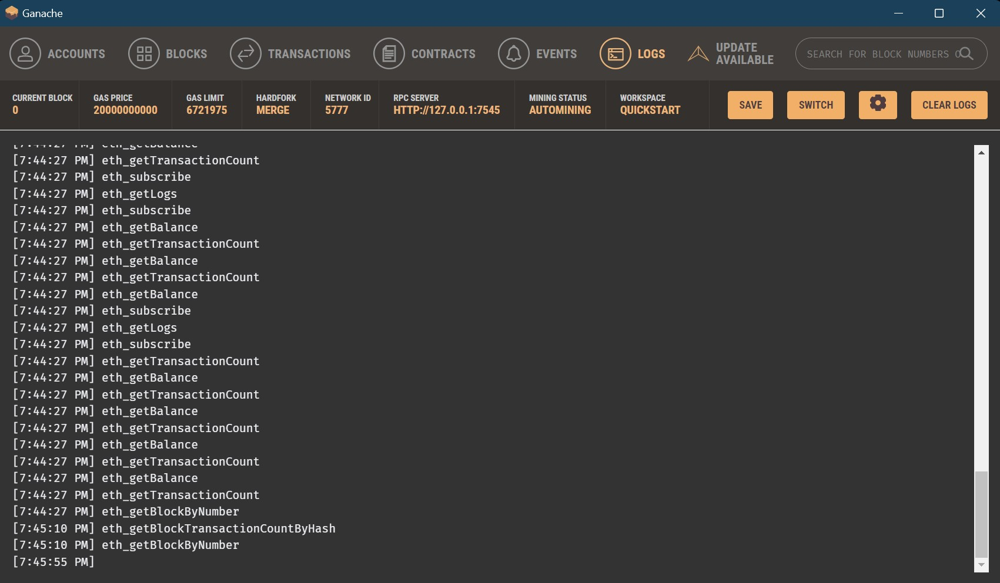 Ganache
ACCOUNTS
BLOCKS
TRANSACTIONS
CONTRACTS
EVENTS
LOGS
UPDATE
AVAILABLE
SEARCH FOR BLOCK NUMBERS
CURRENT BLOCK
0
GAS PRICE
20000000000
GAS LIMIT
6721975
HARDFORK
MERGE
NETWORK ID
5777
RPC SERVER
HTTP://127.0.0.1:7545
MINING STATUS
AUTOMINING
WORKSPACE
QUICKSTART
SAVE
SWITCH
CLEAR LOGS
[7:44:27 PM] eth_getBalance
[7:44:27 PM] eth_getTransactionCount
[7:44:27 PM] eth_subscribe
[7:44:27 PM] eth_getLogs
[7:44:27 PM] eth_subscribe
[7:44:27 PM] eth_getBalance
[7:44:27 PM] eth_getTransactionCount
[7:44:27 PM] eth_getBalance
[7:44:27 PM] eth_getTransactionCount
[7:44:27 PM] eth_getBalance
[7:44:27 PM] eth_subscribe
[7:44:27 PM] eth_getLogs
[7:44:27 PM] eth_subscribe
[7:44:27 PM] eth_getTransactionCount
[7:44:27 PM] eth_getBalance
[7:44:27 PM] eth_getTransactionCount
[7:44:27 PM] eth_getBalance
[7:44:27 PM] eth_getTransactionCount
[7:44:27 PM] eth_getBalance
[7:44:27 PM] eth_getTransactionCount
[7:44:27 PM] eth_getBalance
[7:44:27 PM] eth_getTransactionCount
[7:44:27 PM] eth_getBlockByNumber
[7:45:10 PM] eth_getBlockTransactionCountByHash
[7:45:10 PM] eth_getBlockByNumber
[7:45:55 PM]